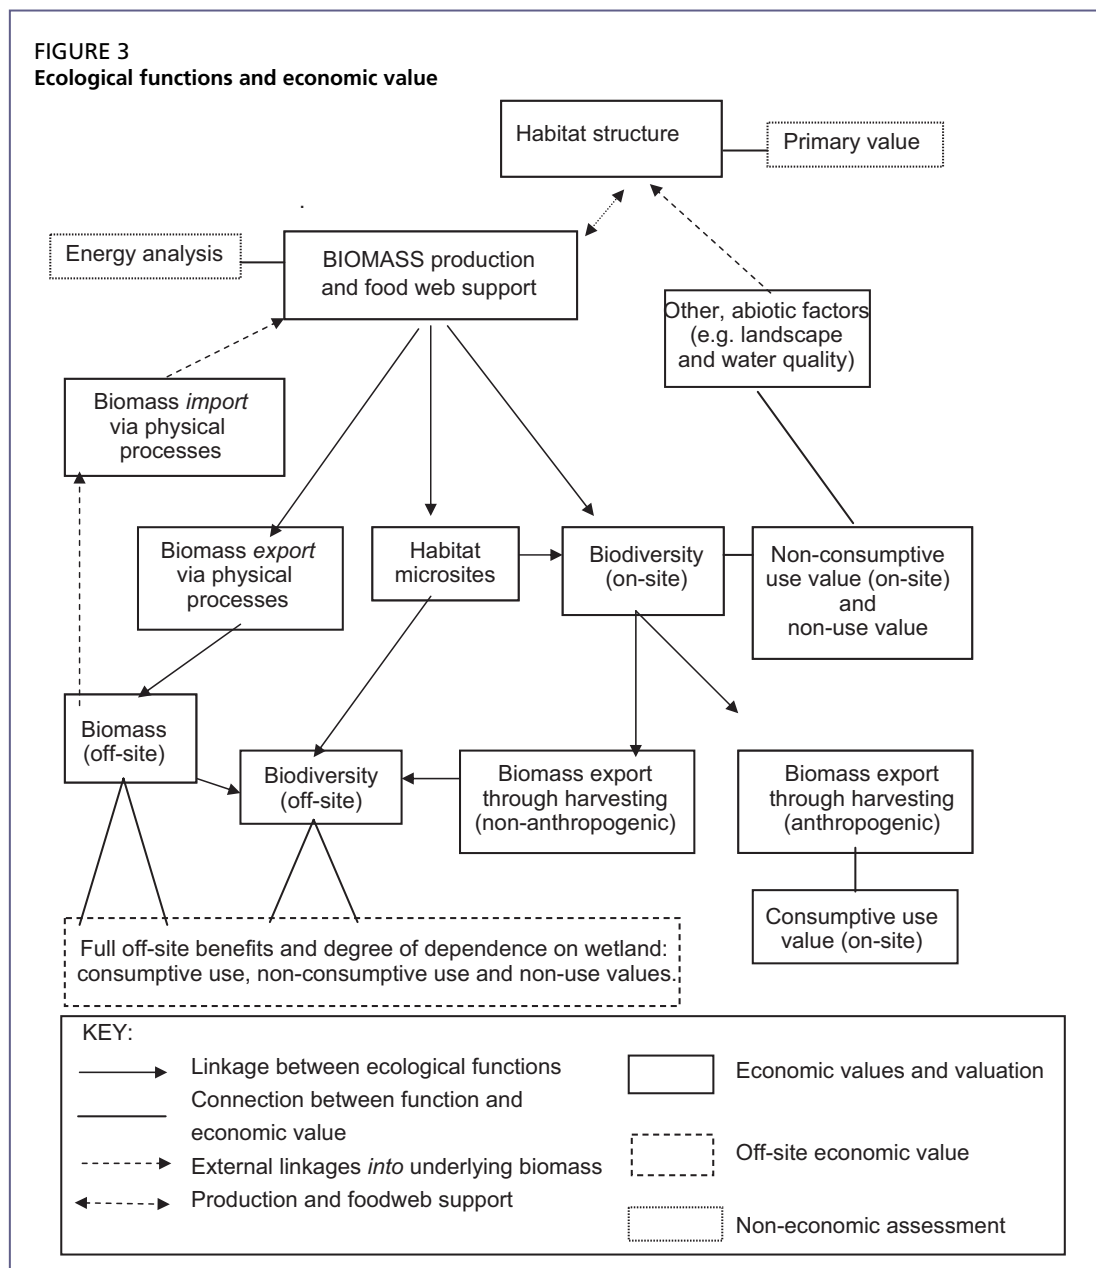 FIGURE 3
Ecological functions and economic value
Habitat structure
Primary value
Energy analysis
BIOMASS production
and food web support
Other, abiotic factors
(e.g. landscape
and water quality)
Biomass import
via physical
processes
Biomass export
via physical
processes
Habitat
microsites
Biodiversity
(on-site)
Non-consumptive
use value (on-site)
and
non-use value
Biomass
(off-site)
Biodiversity
(off-site)
Biomass export
through harvesting
(non-anthropogenic)
Biomass export
through harvesting
(anthropogenic)
Consumptive use
value (on-site)
Full off-site benefits and degree of dependence on wetland:
consumptive use, non-consumptive use and non-use values.
KEY:
Linkage between ecological functions
Connection between function and
economic value
External linkages into underlying biomass
Production and foodweb support
Economic values and valuation
Off-site economic value
Non-economic assessment